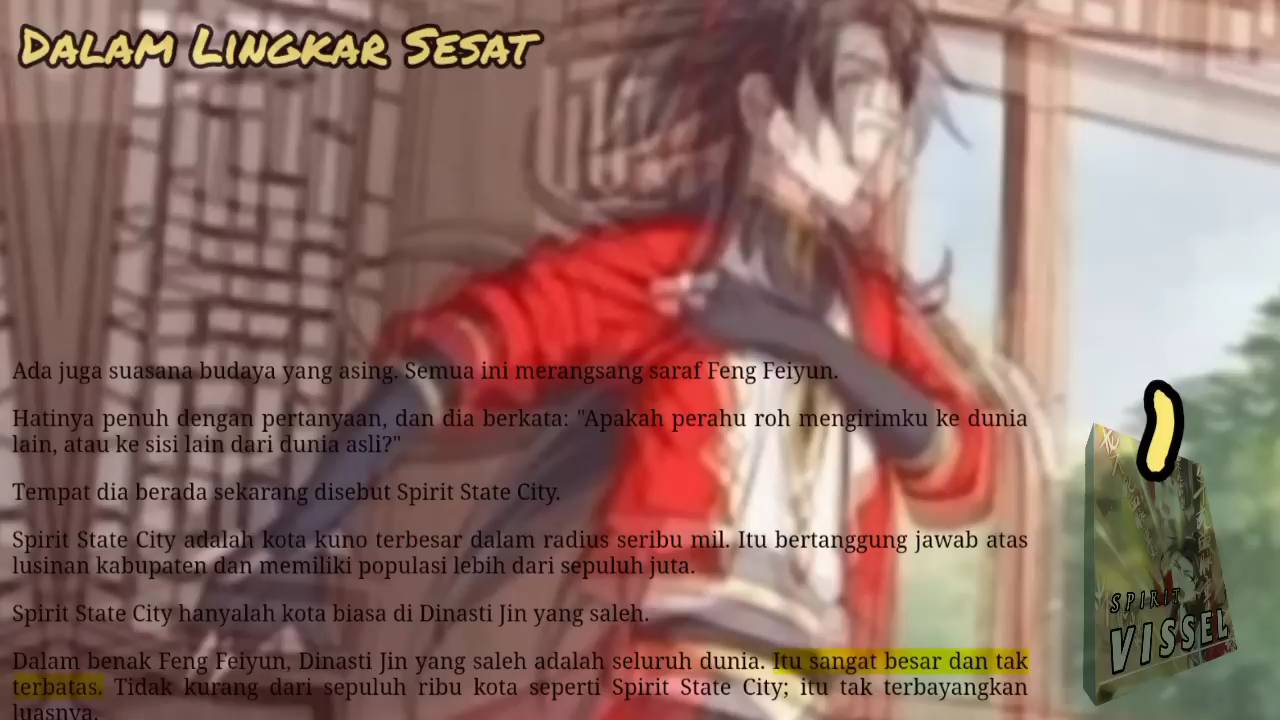 Dalam Lingkar Sesat
Ada juga suasana budaya yang asing. Semua ini merangsang saraf Feng Feiyun.
Hatinya penuh dengan pertanyaan, dan dia berkata: "Apakah perahu roh mengirimku ke dunia
lain, atau ke sisi lain dari dunia asli?"
Tempat dia berada sekarang disebut Spirit State City.
Spirit State City adalah kota kuno terbesar dalam radius seribu mil. Itu bertanggung jawab atas
lusinan kabupaten dan memiliki populasi lebih dari sepuluh juta.
Spirit State City hanyalah kota biasa di Dinasti Jin yang saleh.
Dalam benak Feng Feiyun, Dinasti Jin yang saleh adalah seluruh dunia. Itu sangat besar dan tak
terbatas. Tidak kurang dari sepuluh ribu kota seperti Spirit State City; itu tak terbayangkan
luasnya.
1
SPIRIT
VISSEL